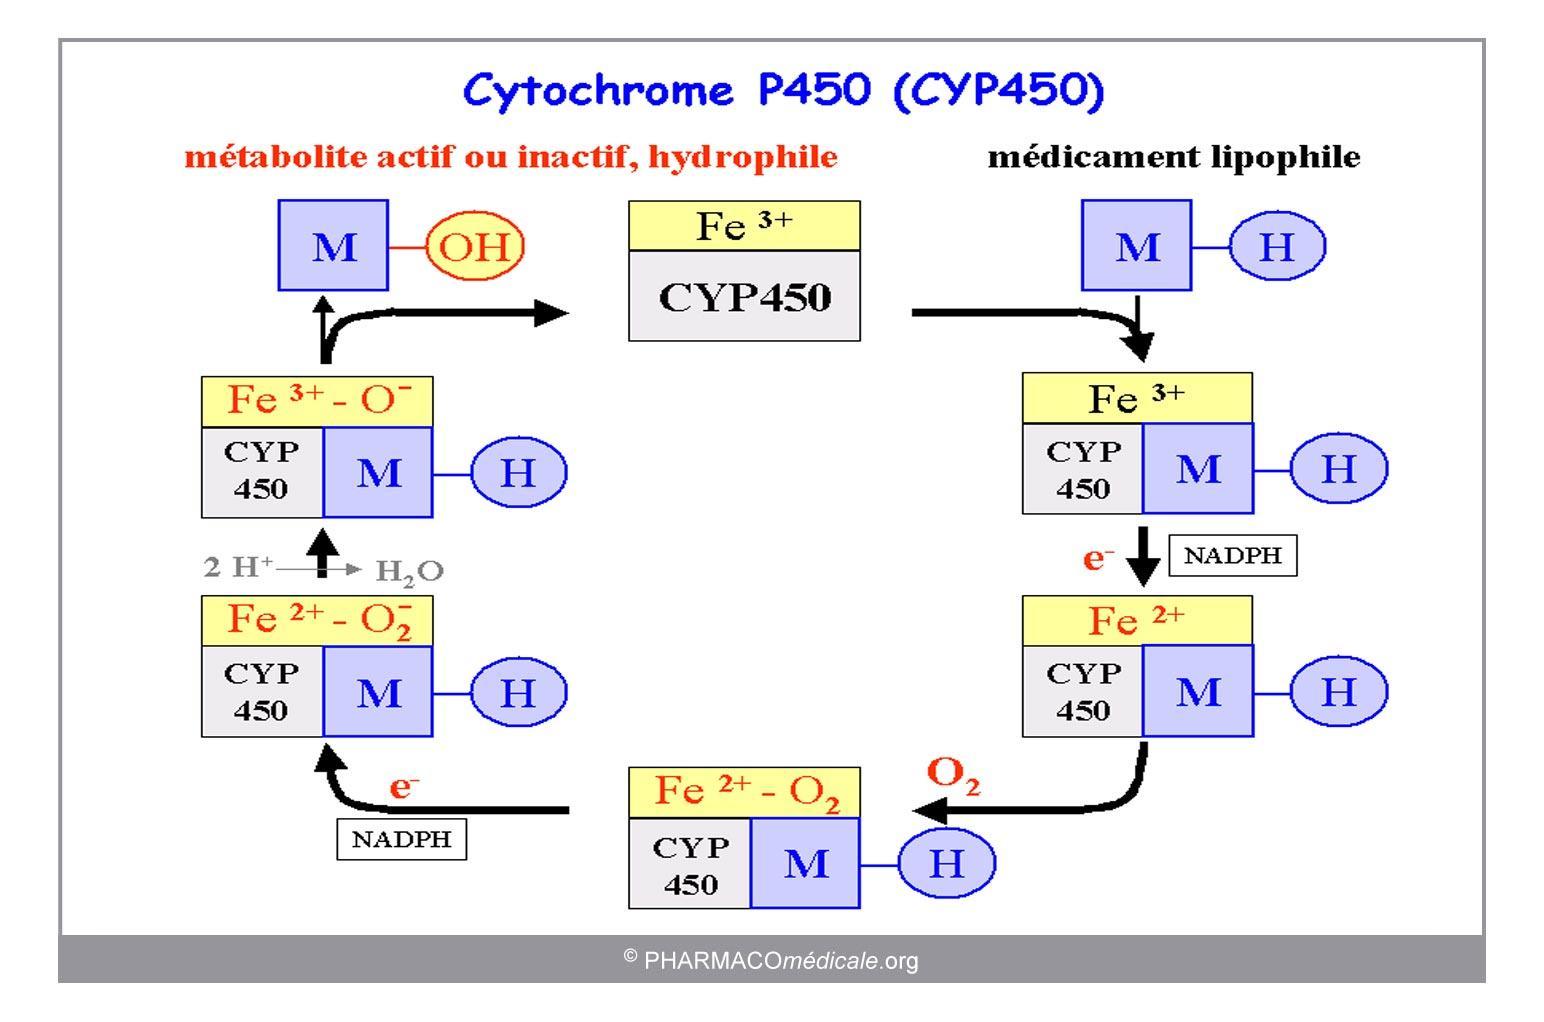 Cytochrome P450 (CYP450)
métabolite actif ou inactif, hydrophile
médicament lipophile
M OH
Fe 3+
CYP450
M H
Fe 3+ - O-
CYP
450
M H
Fe 3+
CYP
450
M H
2 H+ H2O
e- NADPH
Fe 2+ - O2-
CYP
450
M H
Fe 2+
CYP
450
M H
e-
NADPH
Fe 2+ - O2
CYP
450
M H
O2
© PHARMACOmédicale.org